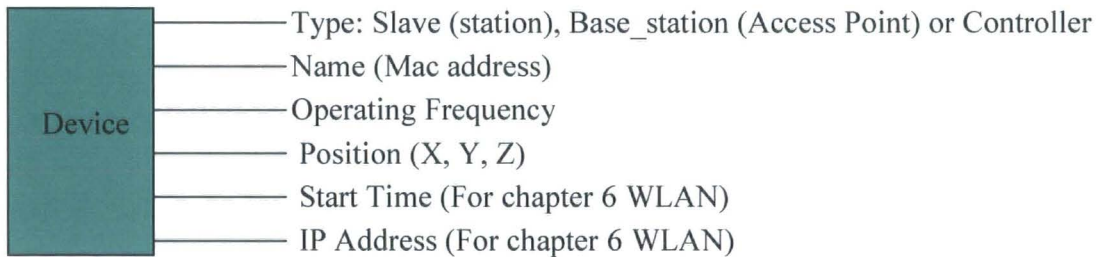 Device
Type: Slave (station), Base_station (Access Point) or Controller
Name (Mac address)
Operating Frequency
Position (X, Y, Z)
Start Time (For chapter 6 WLAN)
IP Address (For chapter 6 WLAN)